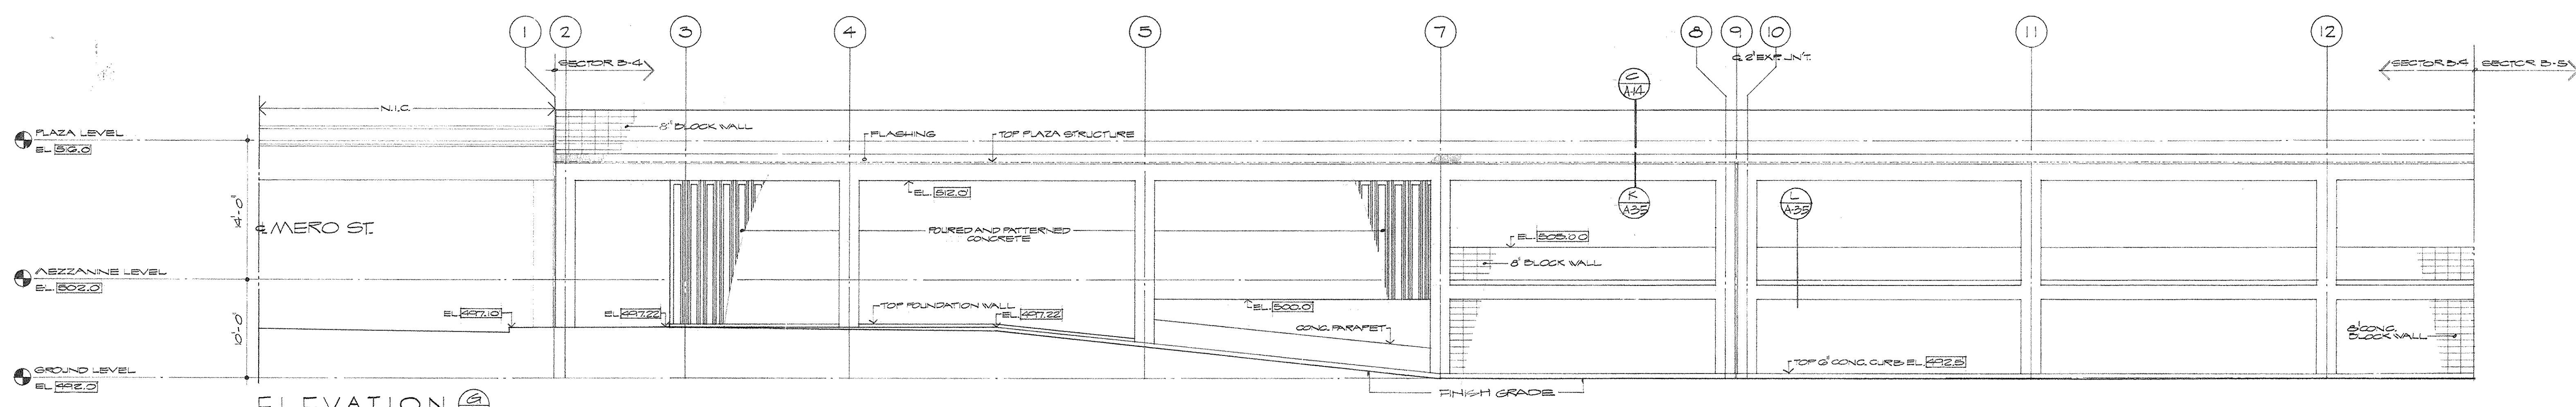 1 2 3 4 5 7 8 9 10 11 12
SECTOR B-4
℄ 2" EXP. JN'T.
SECTOR B-4 SECTOR B-5
C
A-14
N.I.C.
PLAZA LEVEL
EL 516.0
8" BLOCK WALL
FLASHING
TOP PLAZA STRUCTURE
EL. 512.0
K
A-35
L
A-35
14'-0"
℄ MERO ST.
POURED AND PATTERNED
CONCRETE
EL. 505.00
8" BLOCK WALL
MEZZANINE LEVEL
EL. 502.0
EL 497.10
EL 497.22
TOP FOUNDATION WALL
EL 497.22
EL. 500.0
CONC. PARAPET
10'-0"
8" CONC.
BLOCK WALL
GROUND LEVEL
EL 492.0
TOP 6" CONC. CURB EL. 492.5
FINISH GRADE
ELEVATION G